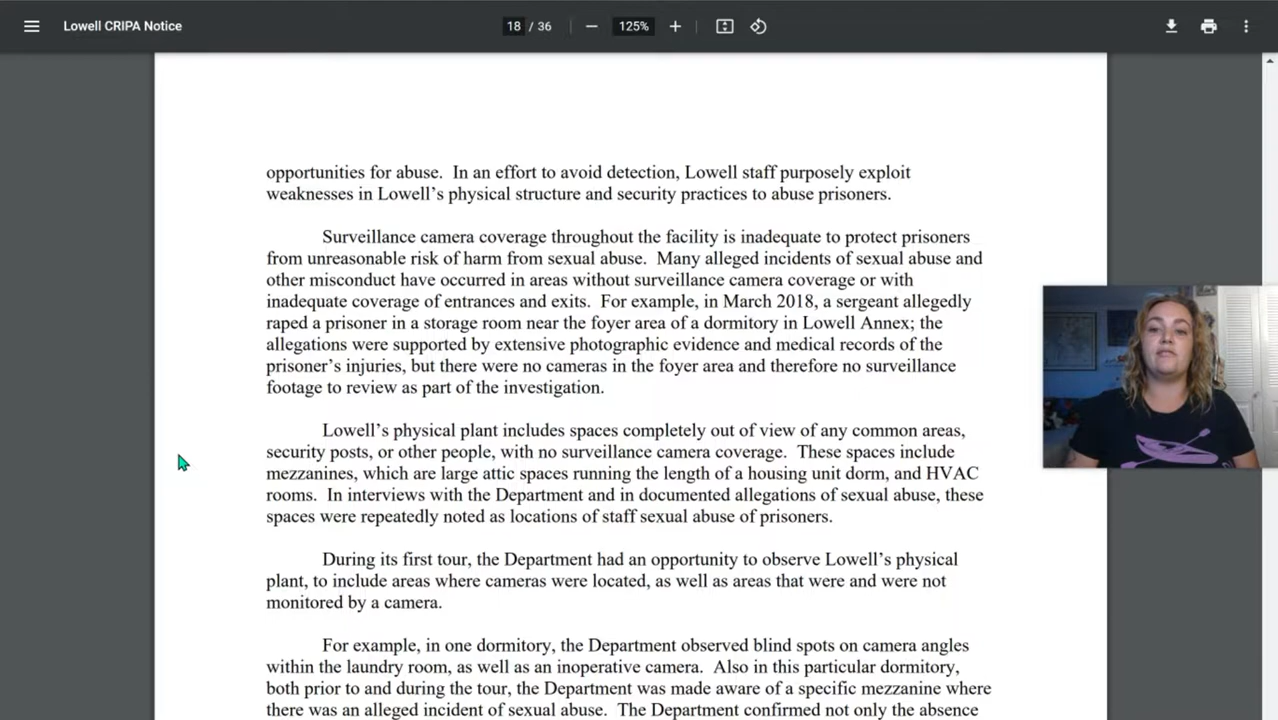 Lowell CRIPA Notice
18 / 36
125%
opportunities for abuse. In an effort to avoid detection, Lowell staff purposely exploit
weaknesses in Lowell's physical structure and security practices to abuse prisoners.
Surveillance camera coverage throughout the facility is inadequate to protect prisoners
from unreasonable risk of harm from sexual abuse. Many alleged incidents of sexual abuse and
other misconduct have occurred in areas without surveillance camera coverage or with
inadequate coverage of entrances and exits. For example, in March 2018, a sergeant allegedly
raped a prisoner in a storage room near the foyer area of a dormitory in Lowell Annex; the
allegations were supported by extensive photographic evidence and medical records of the
prisoner's injuries, but there were no cameras in the foyer area and therefore no surveillance
footage to review as part of the investigation.
Lowell's physical plant includes spaces completely out of view of any common areas,
security posts, or other people, with no surveillance camera coverage. These spaces include
mezzanines, which are large attic spaces running the length of a housing unit dorm, and HVAC
rooms. In interviews with the Department and in documented allegations of sexual abuse, these
spaces were repeatedly noted as locations of staff sexual abuse of prisoners.
During its first tour, the Department had an opportunity to observe Lowell's physical
plant, to include areas where cameras were located, as well as areas that were and were not
monitored by a camera.
For example, in one dormitory, the Department observed blind spots on camera angles
within the laundry room, as well as an inoperative camera. Also in this particular dormitory,
both prior to and during the tour, the Department was made aware of a specific mezzanine where
there was an alleged incident of sexual abuse. The Department confirmed not only the absence